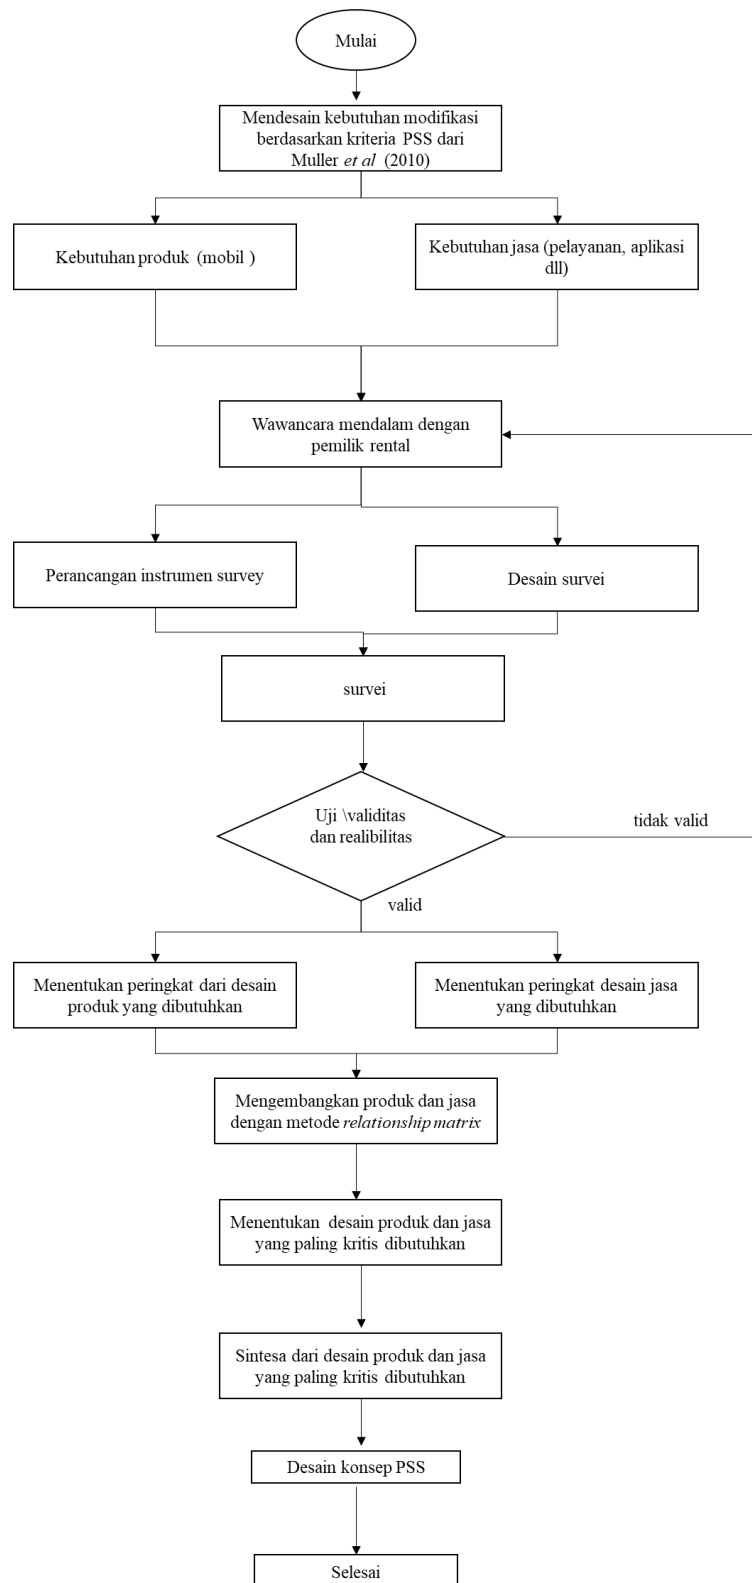 Mulai
Mendesain kebutuhan modifikasi
berdasarkan kriteria PSS dari
Muller et al (2010)
Kebutuhan produk (mobil )
Kebutuhan jasa (pelayanan, aplikasi
dll)
Wawancara mendalam dengan
pemilik rental
Perancangan instrumen survey
Desain survei
survei
Uji \validitas
dan realibilitas
tidak valid
valid
Menentukan peringkat dari desain
produk yang dibutuhkan
Menentukan peringkat desain jasa
yang dibutuhkan
Mengembangkan produk dan jasa
dengan metode relationship matrix
Menentukan desain produk dan jasa
yang paling kritis dibutuhkan
Sintesa dari desain produk dan jasa
yang paling kritis dibutuhkan
Desain konsep PSS
Selesai